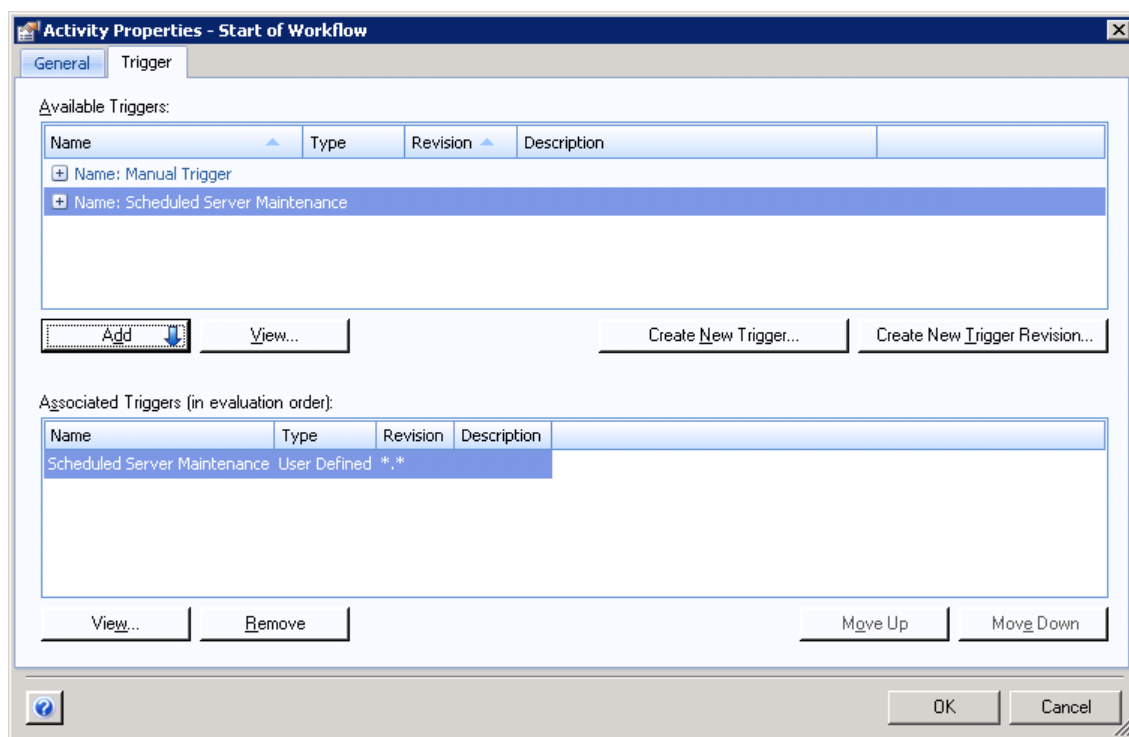 Activity Properties - Start of Workflow
General Trigger
Available Triggers:
Name Type Revision Description
Name: Manual Trigger
Name: Scheduled Server Maintenance
Add View... Create New Trigger... Create New Trigger Revision...
Associated Triggers (in evaluation order):
Name Type Revision Description
Scheduled Server Maintenance User Defined *.*
View... Remove Move Up Move Down
OK Cancel